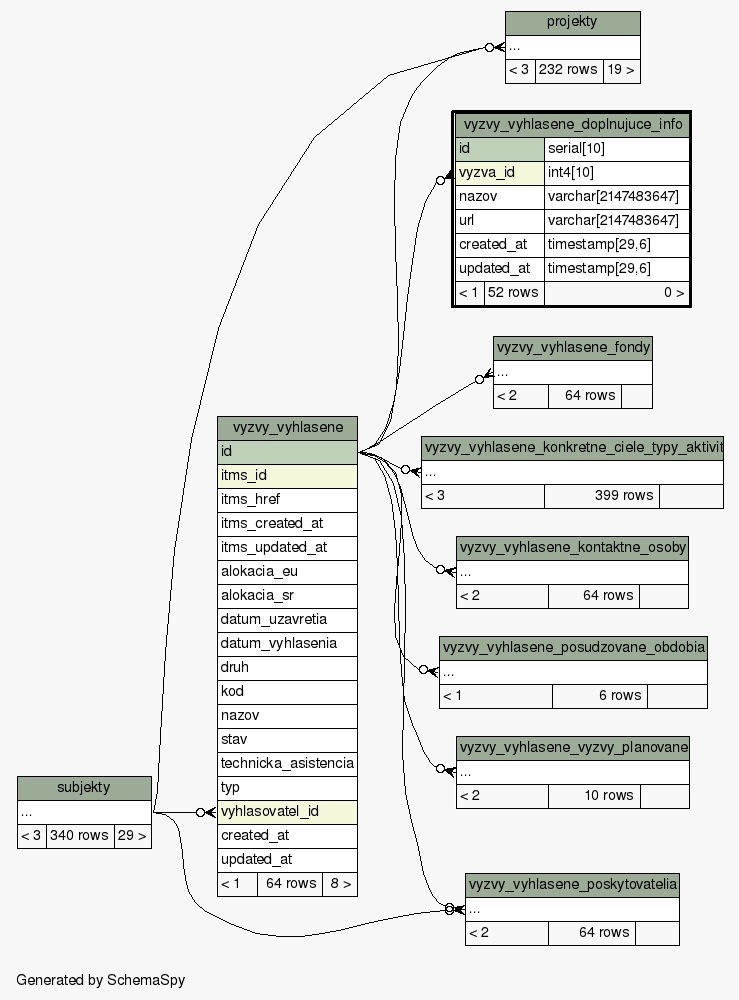 projekty
...
< 3 232 rows 19 >
vyzvy_vyhlasene_doplnujuce_info
id serial[10]
vyzva_id int4[10]
nazov varchar[2147483647]
url varchar[2147483647]
created_at timestamp[29,6]
updated_at timestamp[29,6]
< 1 52 rows 0 >
vyzvy_vyhlasene_fondy
...
< 2 64 rows
vyzvy_vyhlasene_konkretne_ciele_typy_aktivit
...
< 3 399 rows
vyzvy_vyhlasene_kontaktne_osoby
...
< 2 64 rows
vyzvy_vyhlasene_posudzovane_obdobia
...
< 1 6 rows
vyzvy_vyhlasene_vyzvy_planovane
...
< 2 10 rows
vyzvy_vyhlasene_poskytovatelia
...
< 2 64 rows
vyzvy_vyhlasene
id
itms_id
itms_href
itms_created_at
itms_updated_at
alokacia_eu
alokacia_sr
datum_uzavretia
datum_vyhlasenia
druh
kod
nazov
stav
technicka_asistencia
typ
vyhlasovatel_id
created_at
updated_at
< 1 64 rows 8 >
subjekty
...
< 3 340 rows 29 >
Generated by SchemaSpy